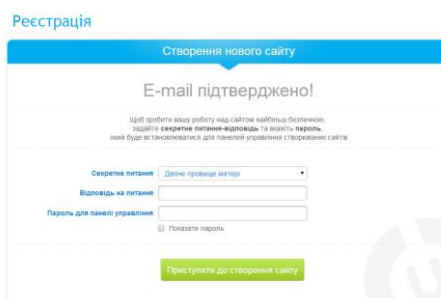 Реєстрація
Створення нового сайту
E-mail підтверджено!
Щоб зробити вашу роботу над сайтом найбільш безпечною,
задайте секретне питання-відповідь та вкажіть пароль,
який буде встановлюватися для панелей управління створюваних сайтів
Секретне питання Дівоче прізвище матері
Відповідь на питання
Пароль для панелі управління
Показати пароль
Приступити до створення сайту